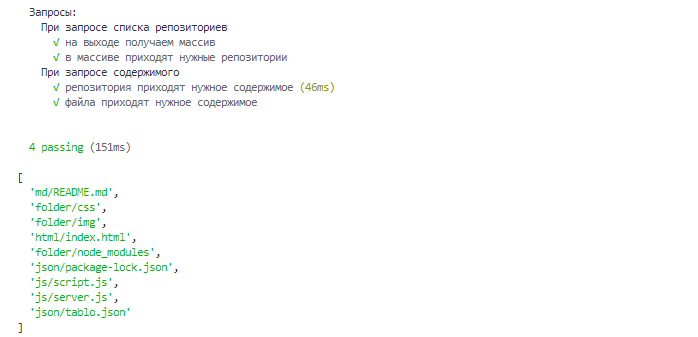 Запросы:
При запросе списка репозиториев
√ на выходе получаем массив
√ в массиве приходят нужные репозитории
При запросе содержимого
√ репозитория приходят нужное содержимое (46ms)
√ файла приходят нужное содержимое
4 passing (151ms)
[
'md/README.md',
'folder/css',
'folder/img',
'html/index.html',
'folder/node_modules',
'json/package-lock.json',
'js/script.js',
'js/server.js',
'json/tablo.json'
]